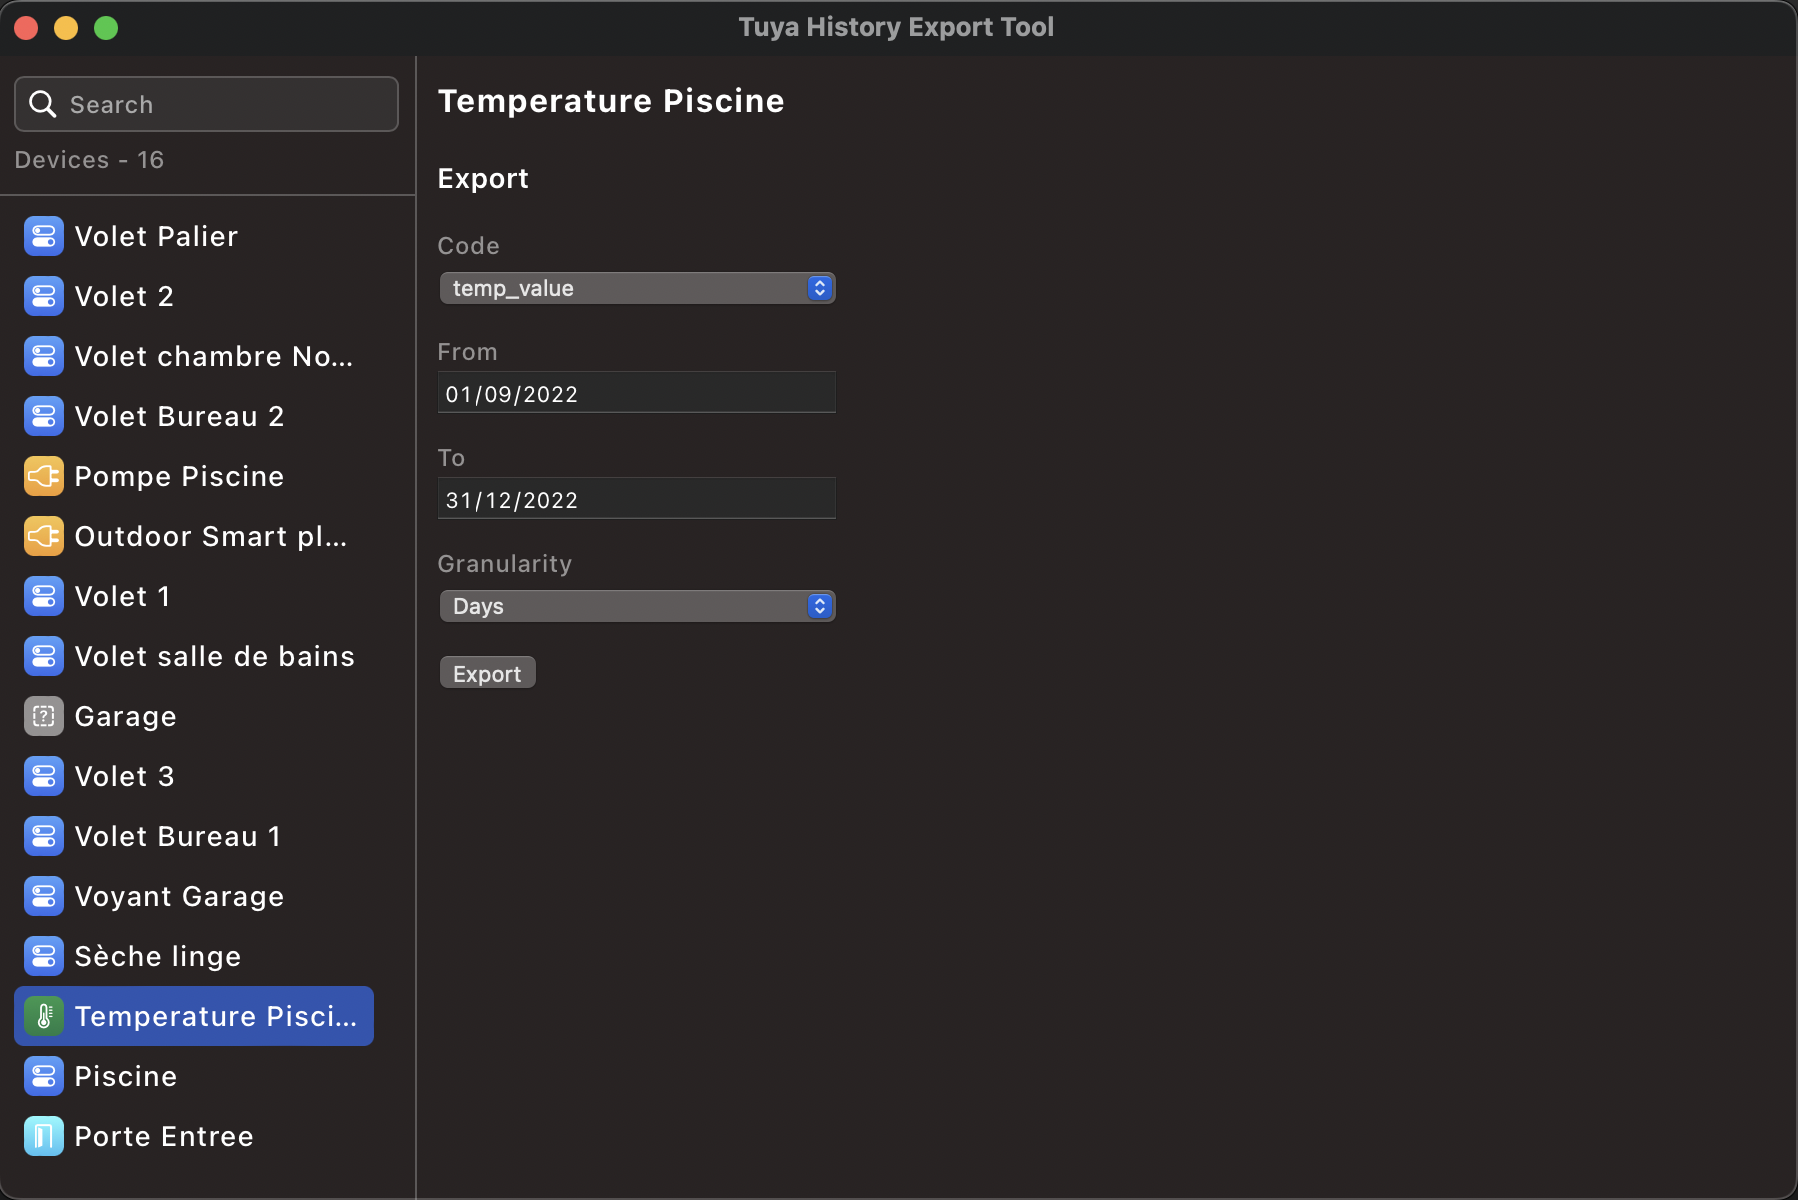 Tuya History Export Tool
Search
Devices - 16
Volet Palier
Volet 2
Volet chambre No...
Volet Bureau 2
Pompe Piscine
Outdoor Smart pl...
Volet 1
Volet salle de bains
Garage
Volet 3
Volet Bureau 1
Voyant Garage
Sèche linge
Temperature Pisci...
Piscine
Porte Entree
Temperature Piscine
Export
Code
temp_value
From
01/09/2022
To
31/12/2022
Granularity
Days
Export